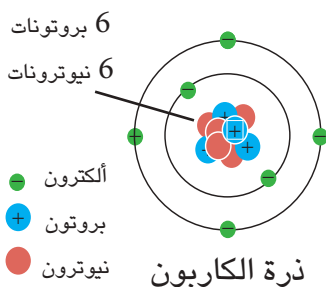 6 بروتونات
6 نيوترونات
ألكترون
بروتون
نيوترون
ذرة الكاربون